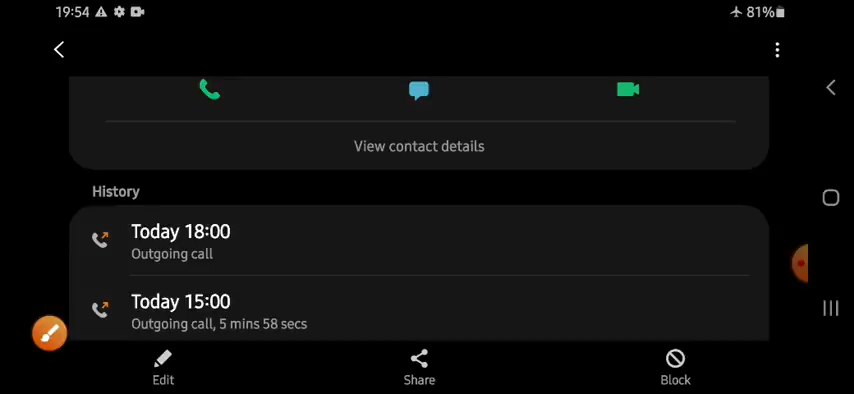 19:54
81%
View contact details
History
Today 18:00
Outgoing call
Today 15:00
Outgoing call, 5 mins 58 secs
Edit
Share
Block